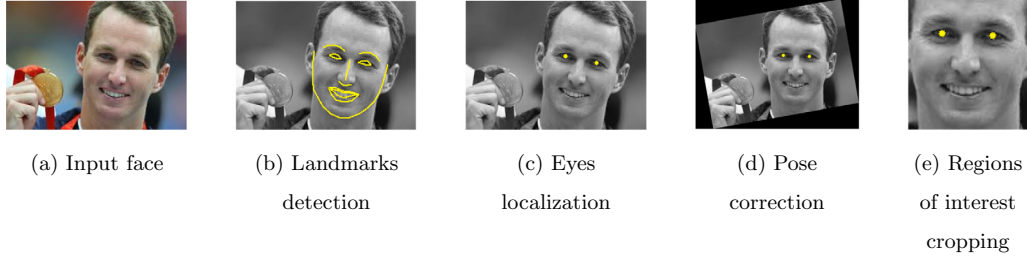 (a) Input face
(b) Landmarks
detection
(c) Eyes
localization
(d) Pose
correction
(e) Regions
of interest
cropping